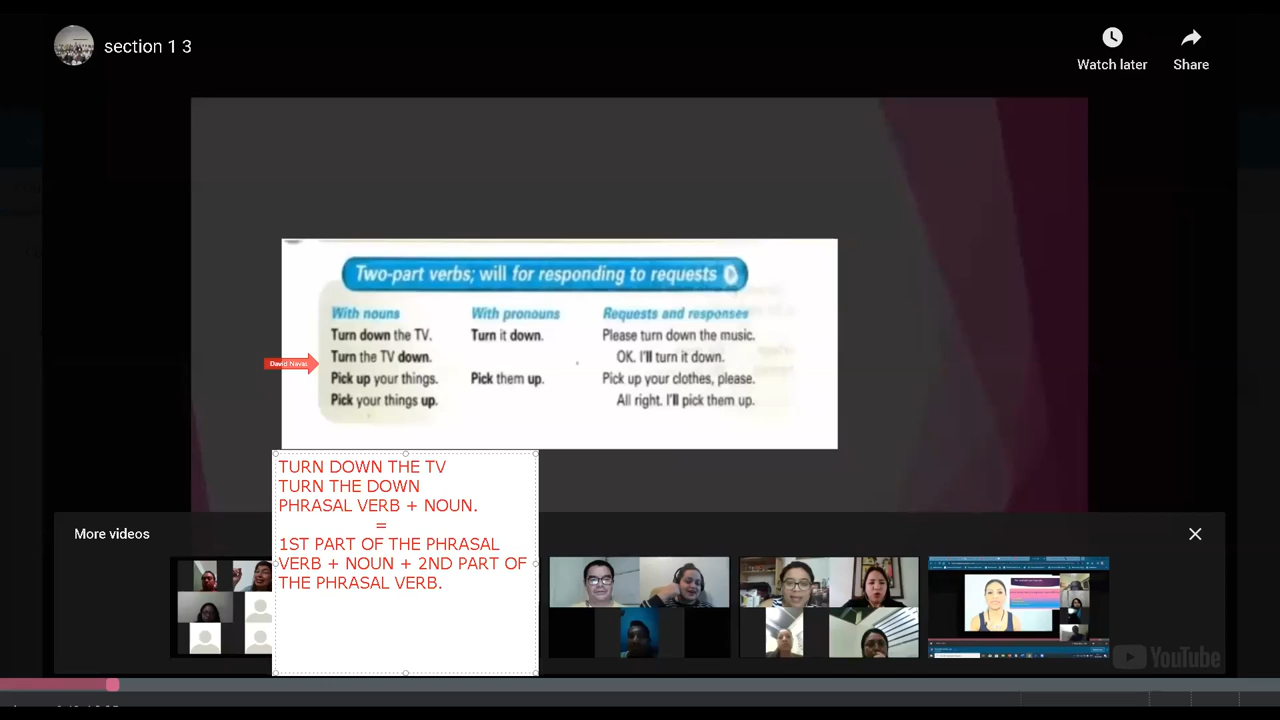 section 1 3
Watch later
Share
Two-part verbs; will for responding to requests
With nouns
With pronouns
Requests and responses
Turn down the TV.
Turn it down.
Please turn down the music.
Turn the TV down.
OK. I'll turn it down.
David Navar
Pick up your things.
Pick them up.
Pick up your clothes, please.
Pick your things up.
All right. I'll pick them up.
TURN DOWN THE TV
TURN THE DOWN
PHRASAL VERB + NOUN.
=
1ST PART OF THE PHRASAL
VERB + NOUN + 2ND PART OF
THE PHRASAL VERB.
More videos
YouTube